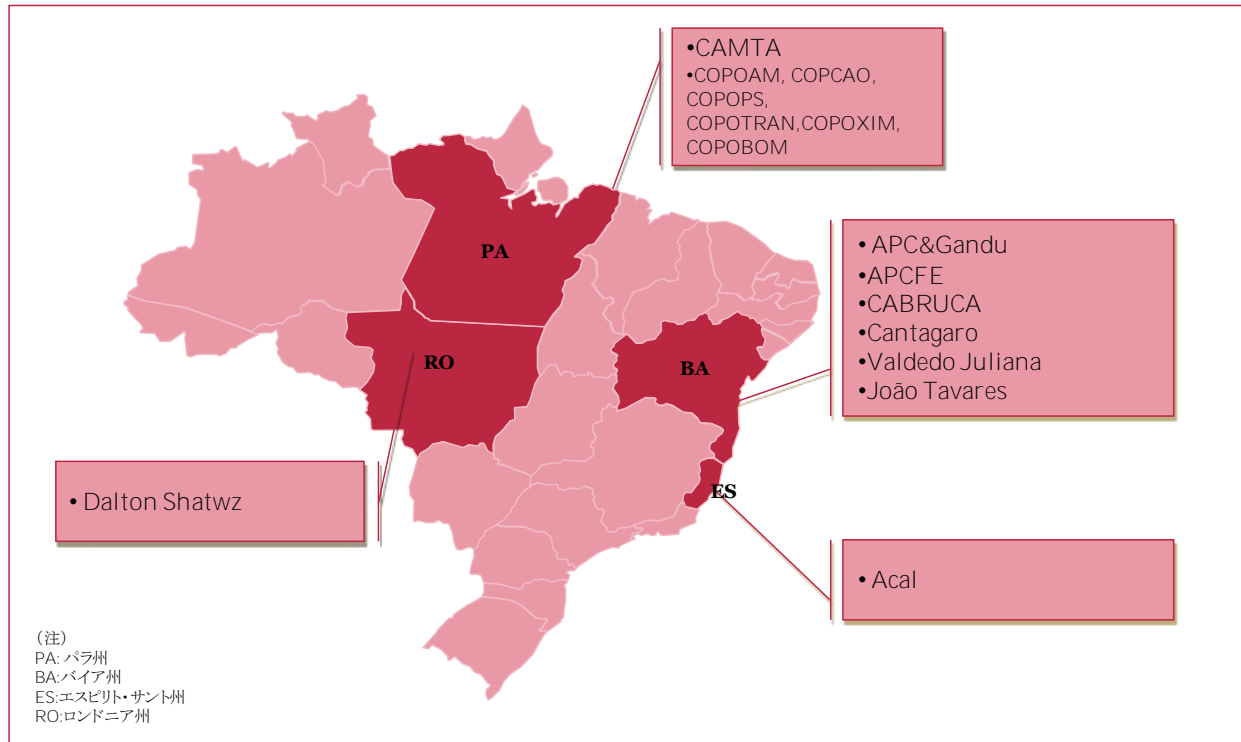 •CAMTA
•COPOAM, COPCAO,
COPOPS,
COPOTRAN,COPOXIM,
COPOBOM
PA
• APC&Gandu
•APCFE
•CABRUCA
•Cantagaro
•Valdedo Juliana
•João Tavares
RO
BA
• Dalton Shatwz
ES
• Acal
(注)
PA: パラ州
BA:バイア州
ES:エスピリト・サント州
RO:ロンドニア州